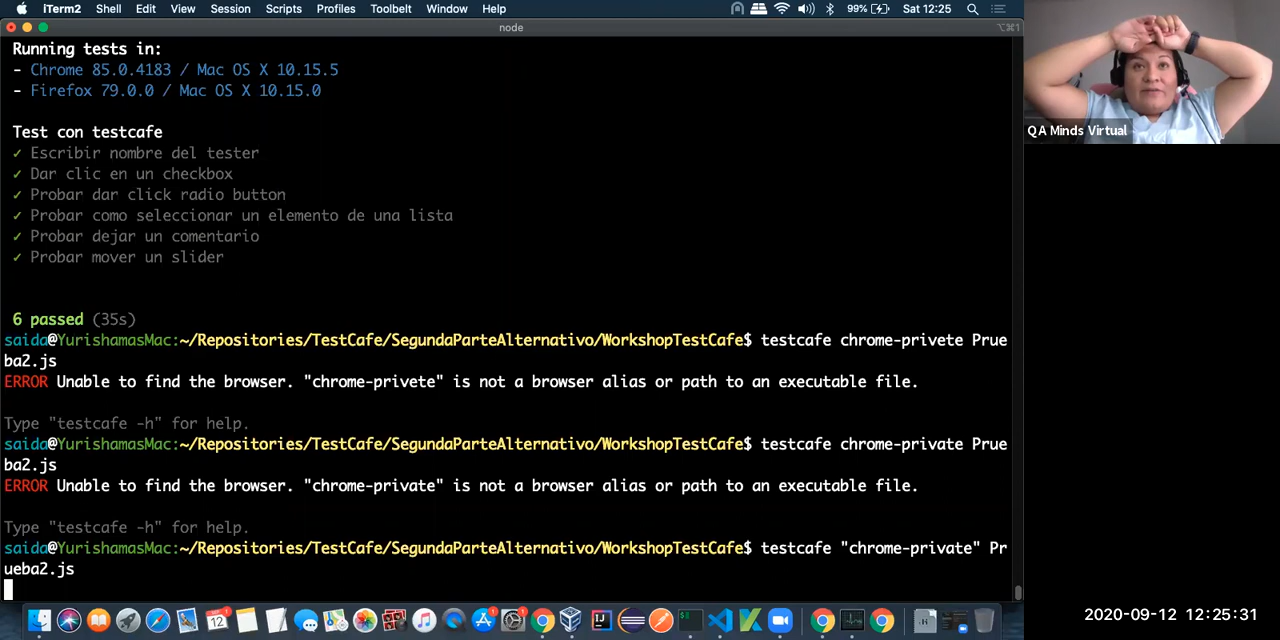 iTerm2 Shell Edit View Session Scripts Profiles Toolbelt Window Help 99% Sat 12:25
node ⌥⌘1
Running tests in:
- Chrome 85.0.4183 / Mac OS X 10.15.5
- Firefox 79.0.0 / Mac OS X 10.15.0
Test con testcafe
✓ Escribir nombre del tester
✓ Dar clic en un checkbox
✓ Probar dar click radio button
✓ Probar como seleccionar un elemento de una lista
✓ Probar dejar un comentario
✓ Probar mover un slider
6 passed (35s)
saida@YurishamasMac:~/Repositories/TestCafe/SegundaParteAlternativo/WorkshopTestCafe$ testcafe chrome-privete Prue
ba2.js
ERROR Unable to find the browser. "chrome-privete" is not a browser alias or path to an executable file.
Type "testcafe -h" for help.
saida@YurishamasMac:~/Repositories/TestCafe/SegundaParteAlternativo/WorkshopTestCafe$ testcafe chrome-private Prue
ba2.js
ERROR Unable to find the browser. "chrome-private" is not a browser alias or path to an executable file.
Type "testcafe -h" for help.
saida@YurishamasMac:~/Repositories/TestCafe/SegundaParteAlternativo/WorkshopTestCafe$ testcafe "chrome-private" Pr
ueba2.js
QA Minds Virtual
2020-09-12 12:25:31